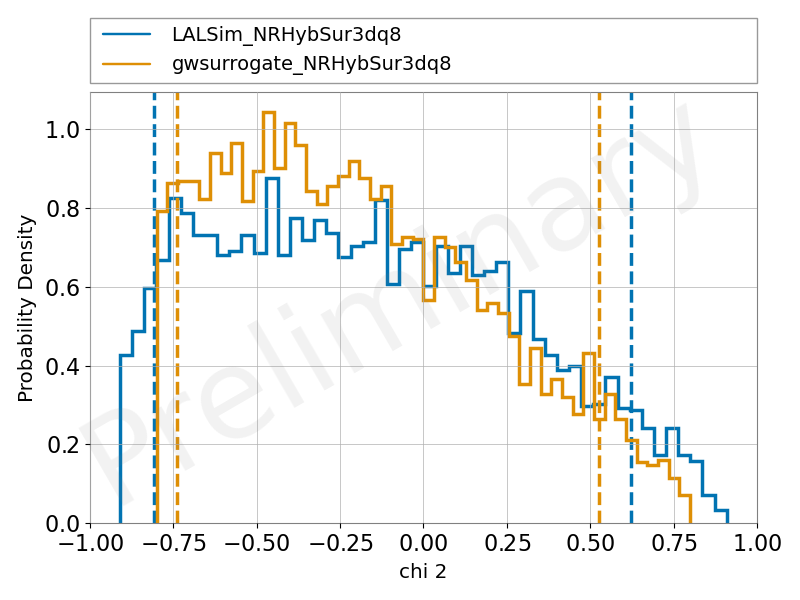 LALSim_NRHybSur3dq8
gwsurrogate_NRHybSur3dq8
1.0
0.8
0.6
0.4
0.2
0.0
Probability Density
Preliminary
−1.00 −0.75 −0.50 −0.25 0.00 0.25 0.50 0.75 1.00
chi 2